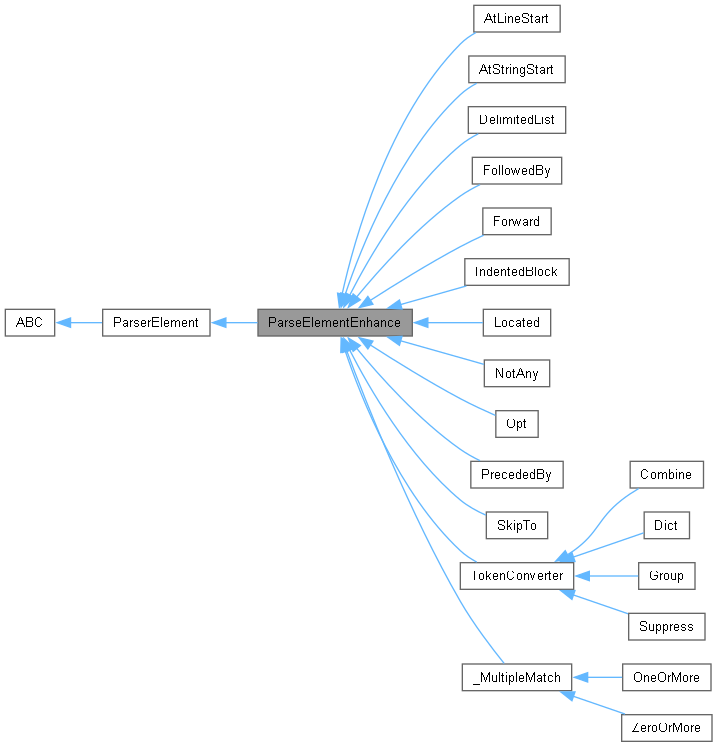 AtLineStart
AtStringStart
DelimitedList
FollowedBy
Forward
IndentedBlock
ABC
ParserElement
ParseElementEnhance
Located
NotAny
Opt
PrecededBy
Combine
SkipTo
Dict
TokenConverter
Group
Suppress
_MultipleMatch
OneOrMore
ZeroOrMore